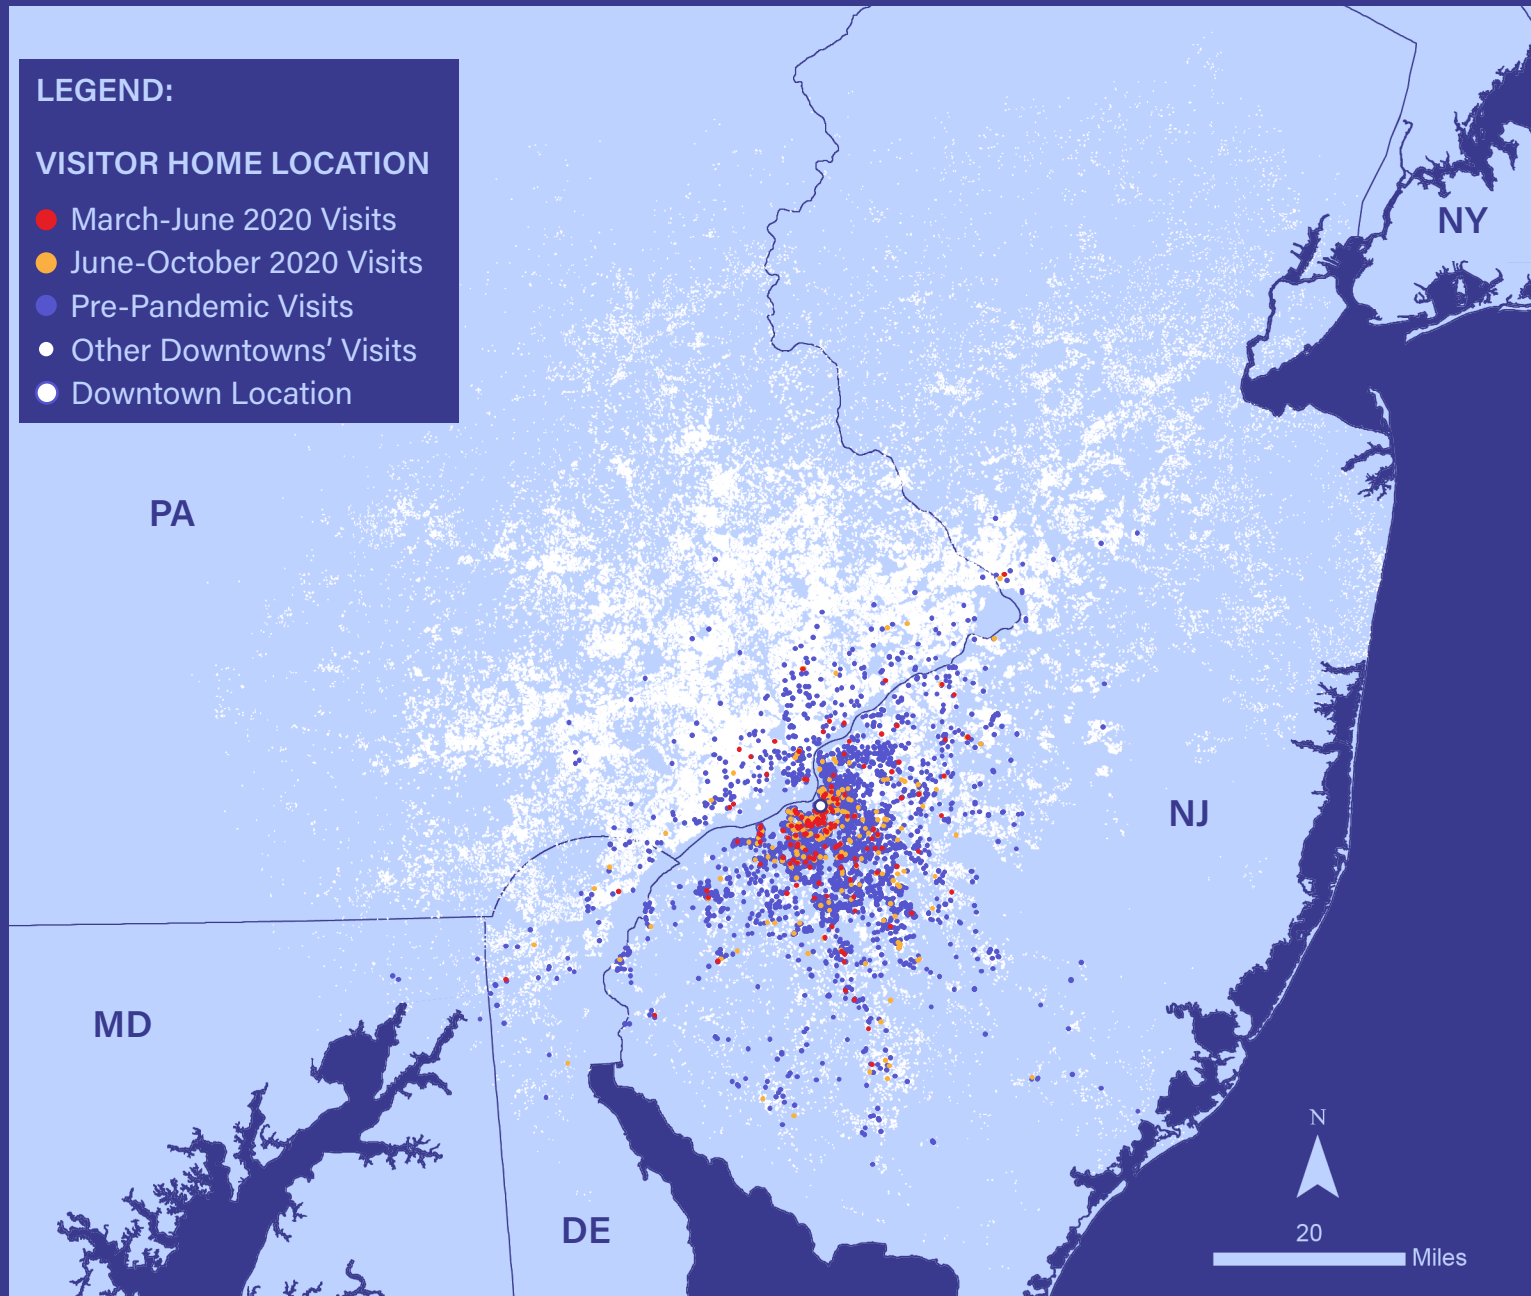 LEGEND:
VISITOR HOME LOCATION
March-June 2020 Visits
June-October 2020 Visits
Pre-Pandemic Visits
Other Downtowns’ Visits
Downtown Location
NY
PA
NJ
MD
DE
N
20
Miles